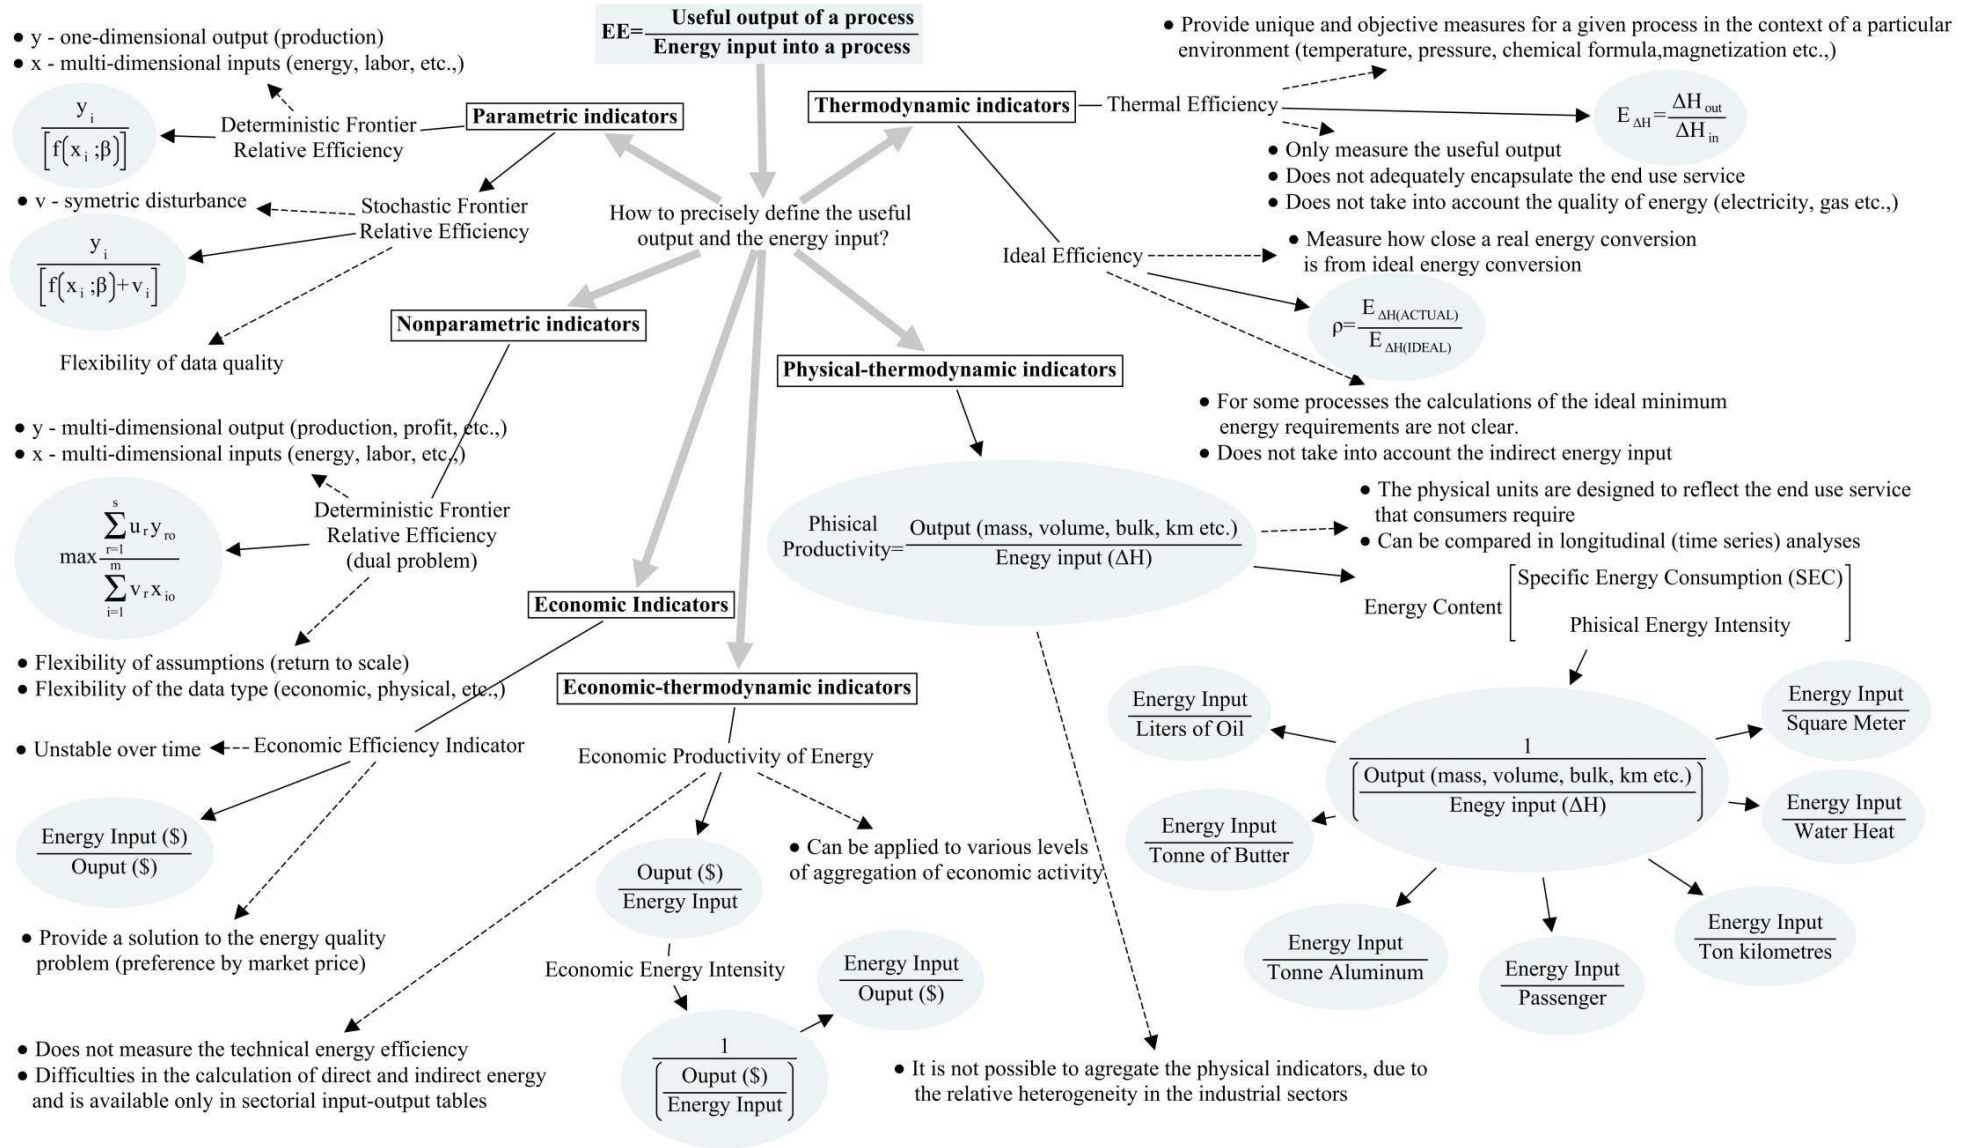 EE=
Useful output of a process
Energy input into a process
How to precisely define the useful
output and the energy input?
Parametric indicators
Deterministic Frontier
Relative Efficiency
● y - one-dimensional output (production)
● x - multi-dimensional inputs (energy, labor, etc.,)
y i
[f(x i ;β)]
Stochastic Frontier
Relative Efficiency
● v - symetric disturbance
y i
[f(x i ;β)+v i]
Flexibility of data quality
Nonparametric indicators
● y - multi-dimensional output (production, profit, etc.,)
● x - multi-dimensional inputs (energy, labor, etc.,)
Deterministic Frontier
Relative Efficiency
(dual problem)
max
s
∑ u r y ro
r=1
m
∑ v r x io
i=1
● Flexibility of assumptions (return to scale)
● Flexibility of the data type (economic, physical, etc.,)
Economic Indicators
Economic Efficiency Indicator
● Unstable over time
Energy Input ($)
Ouput ($)
● Provide a solution to the energy quality
problem (preference by market price)
Economic-thermodynamic indicators
Economic Productivity of Energy
● Can be applied to various levels
of aggregation of economic activity
Ouput ($)
Energy Input
Economic Energy Intensity
1
(Ouput ($)
Energy Input)
Energy Input
Ouput ($)
● Does not measure the technical energy efficiency
● Difficulties in the calculation of direct and indirect energy
and is available only in sectorial input-output tables
Thermodynamic indicators
Thermal Efficiency
● Provide unique and objective measures for a given process in the context of a particular
environment (temperature, pressure, chemical formula,magnetization etc.,)
E ΔH=
ΔH out
ΔH in
● Only measure the useful output
● Does not adequately encapsulate the end use service
● Does not take into account the quality of energy (electricity, gas etc.,)
Ideal Efficiency
● Measure how close a real energy conversion
is from ideal energy conversion
ρ=
E ΔH(ACTUAL)
E ΔH(IDEAL)
● For some processes the calculations of the ideal minimum
energy requirements are not clear.
● Does not take into account the indirect energy input
Physical-thermodynamic indicators
Phisical
Productivity=
Output (mass, volume, bulk, km etc.)
Enegy input (ΔH)
● The physical units are designed to reflect the end use service
that consumers require
● Can be compared in longitudinal (time series) analyses
Energy Content
[Specific Energy Consumption (SEC)
Phisical Energy Intensity]
1
(Output (mass, volume, bulk, km etc.)
Enegy input (ΔH))
Energy Input
Liters of Oil
Energy Input
Square Meter
Energy Input
Tonne of Butter
Energy Input
Water Heat
Energy Input
Tonne Aluminum
Energy Input
Passenger
Energy Input
Ton kilometres
● It is not possible to agregate the physical indicators, due to
the relative heterogeneity in the industrial sectors